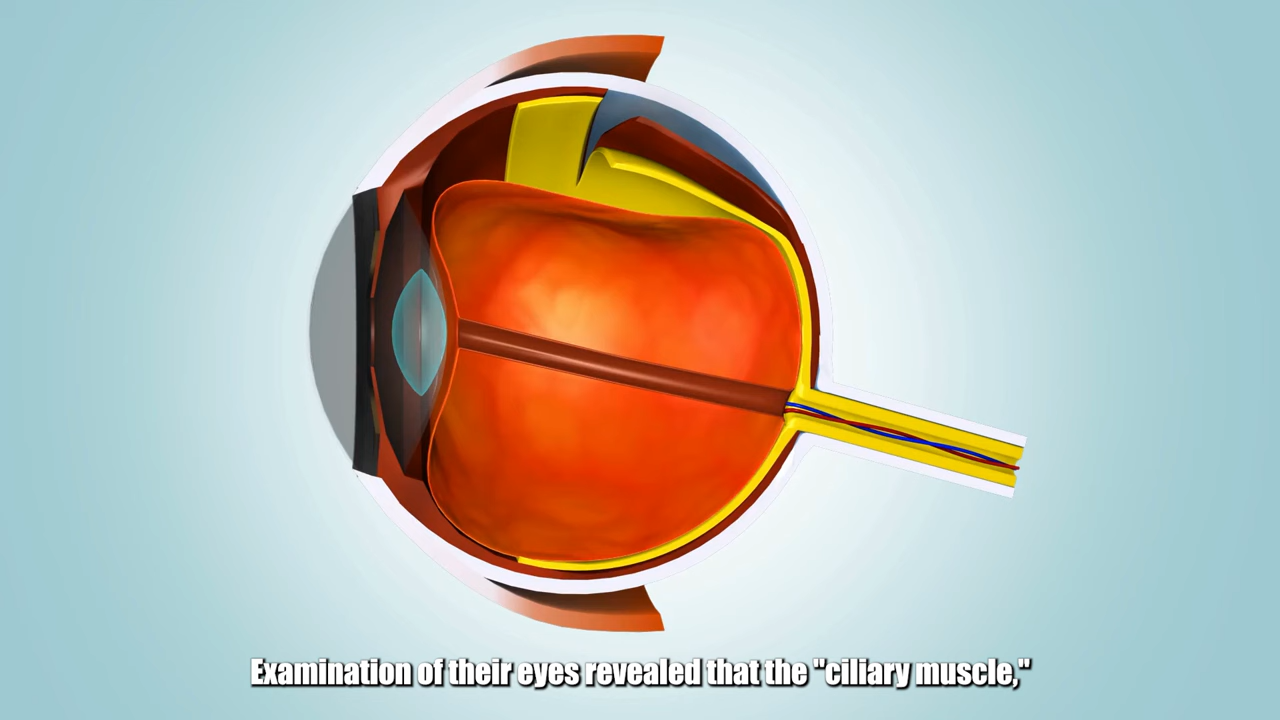 Examination of their eyes revealed that the "ciliary muscle,"